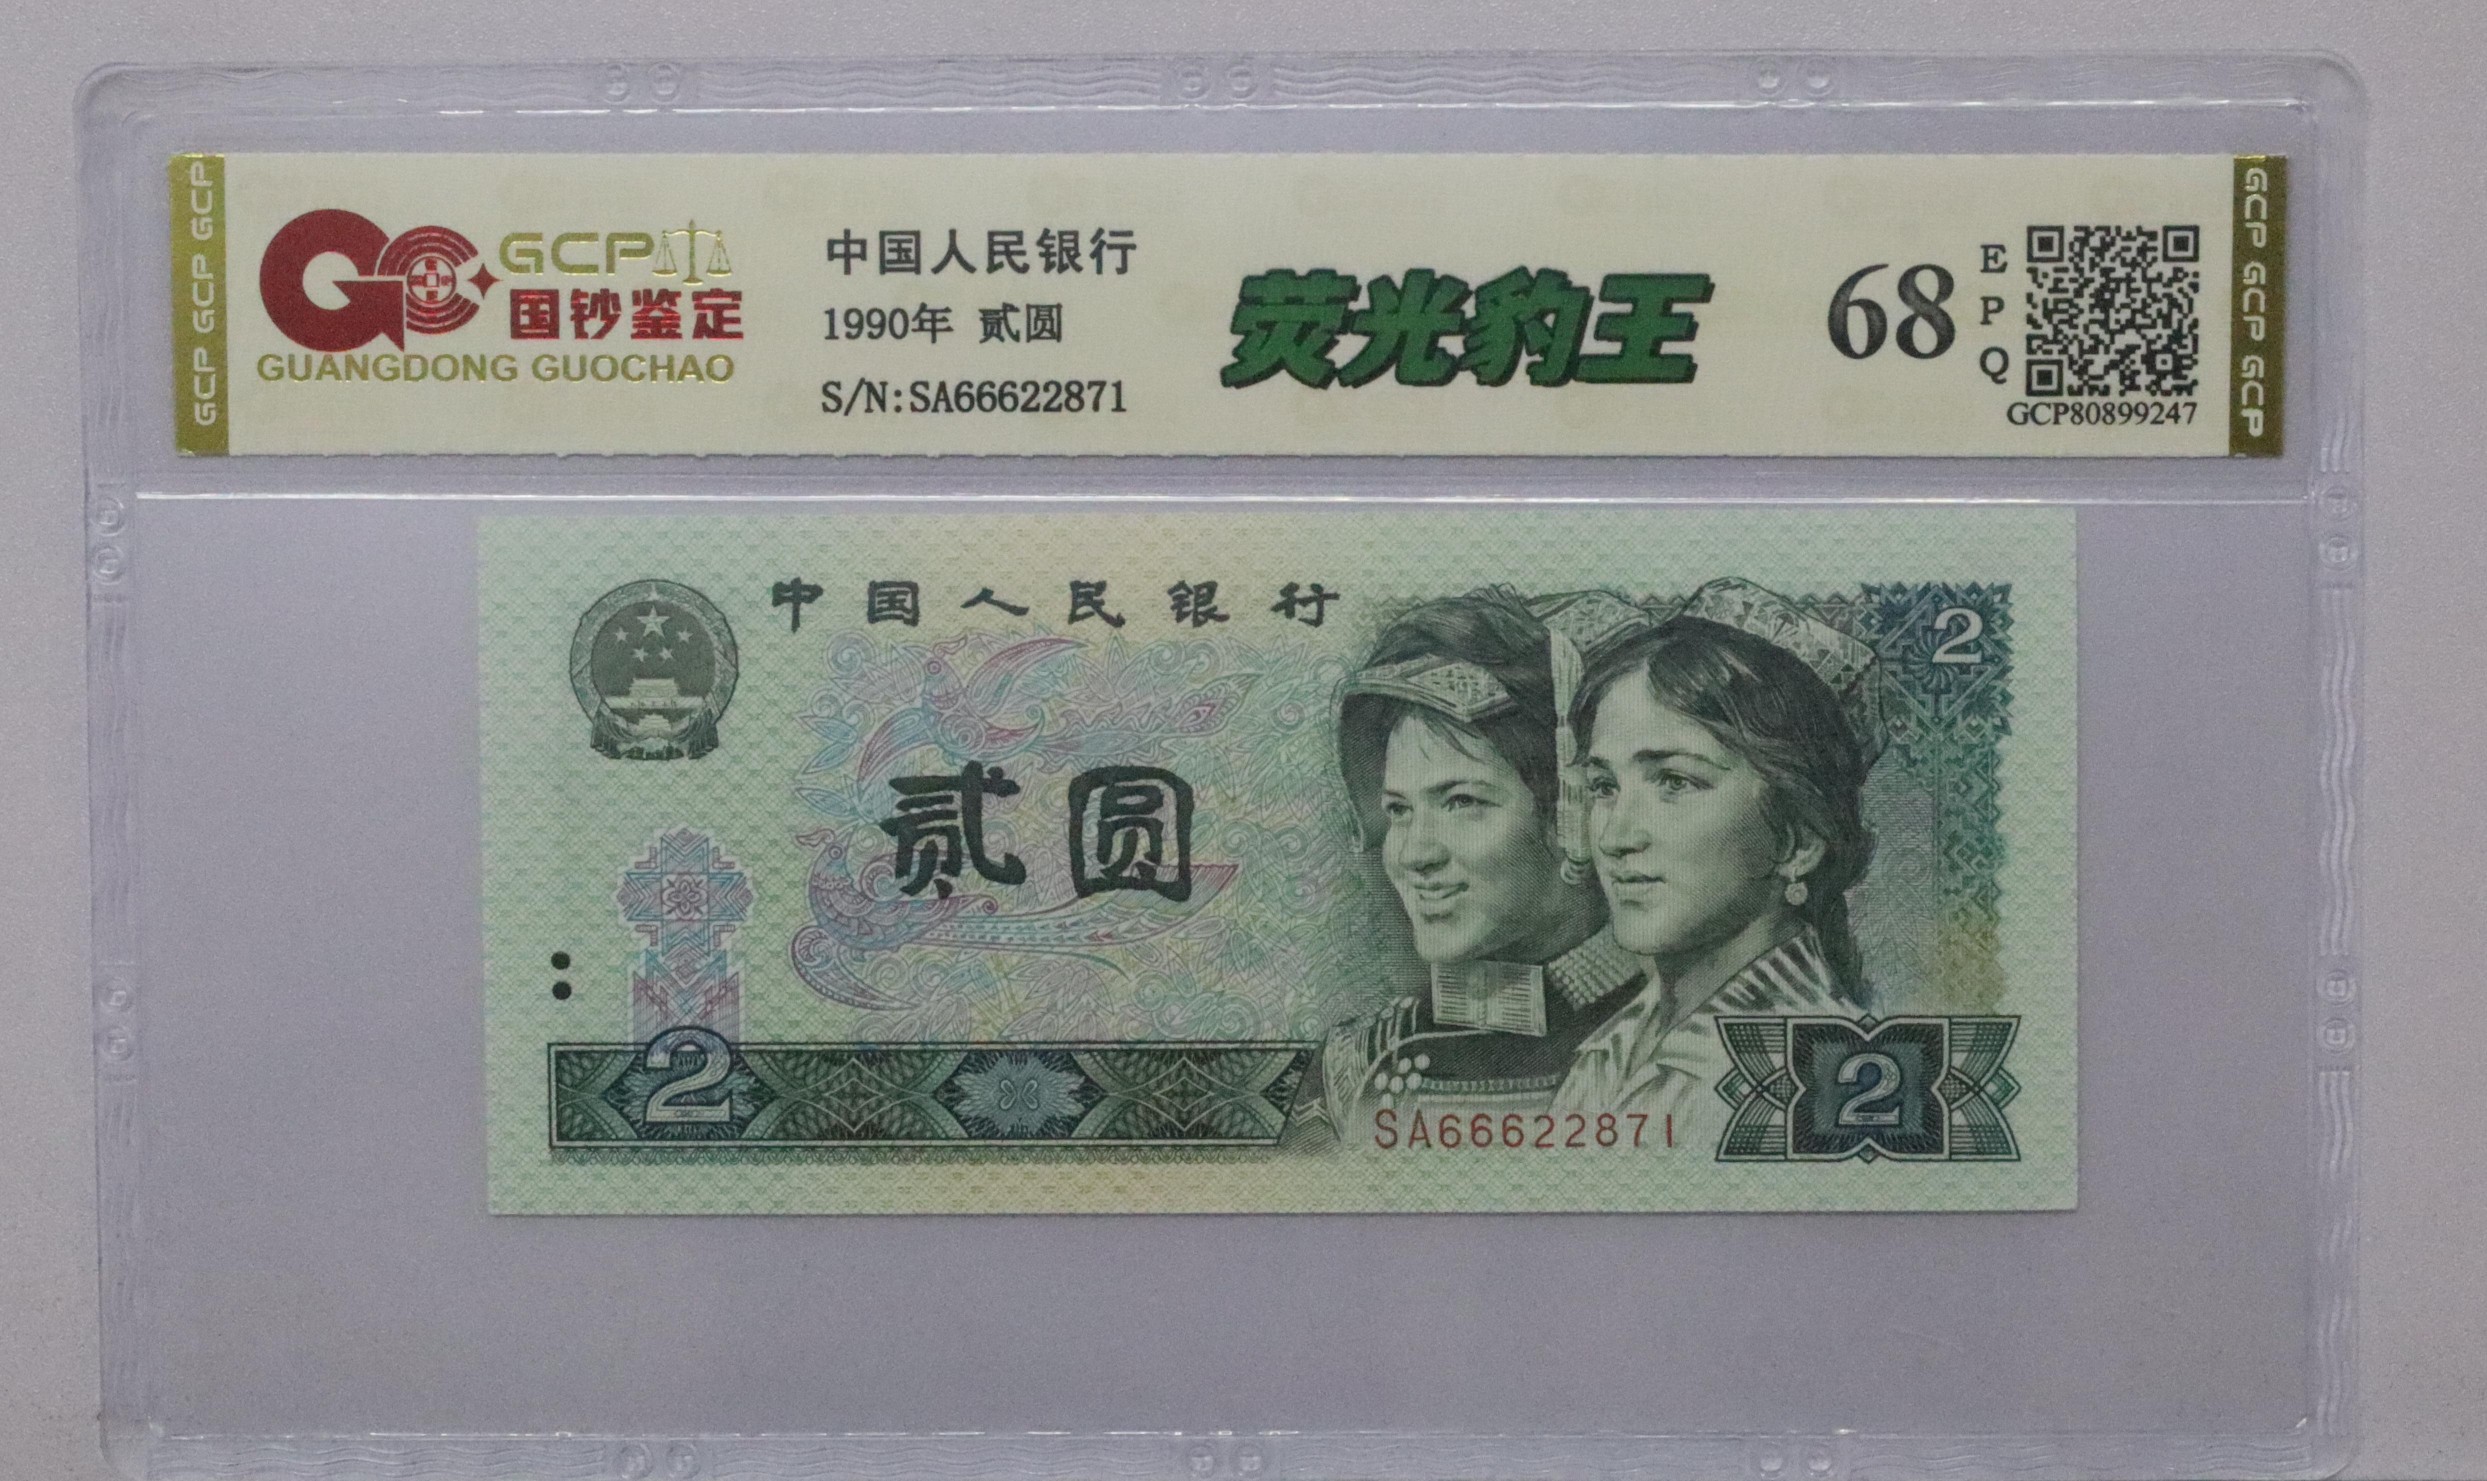 GCP
国钞鉴定
GUANGDONG GUOCHAO
中国人民银行
1990年 贰圆
S/N:SA66622871
荧光豹王
68
EPQ
GCP80899247
GCP GCP GCP
GCP GCP GCP
中国人民银行
2
贰圆
2
2
SA66622871